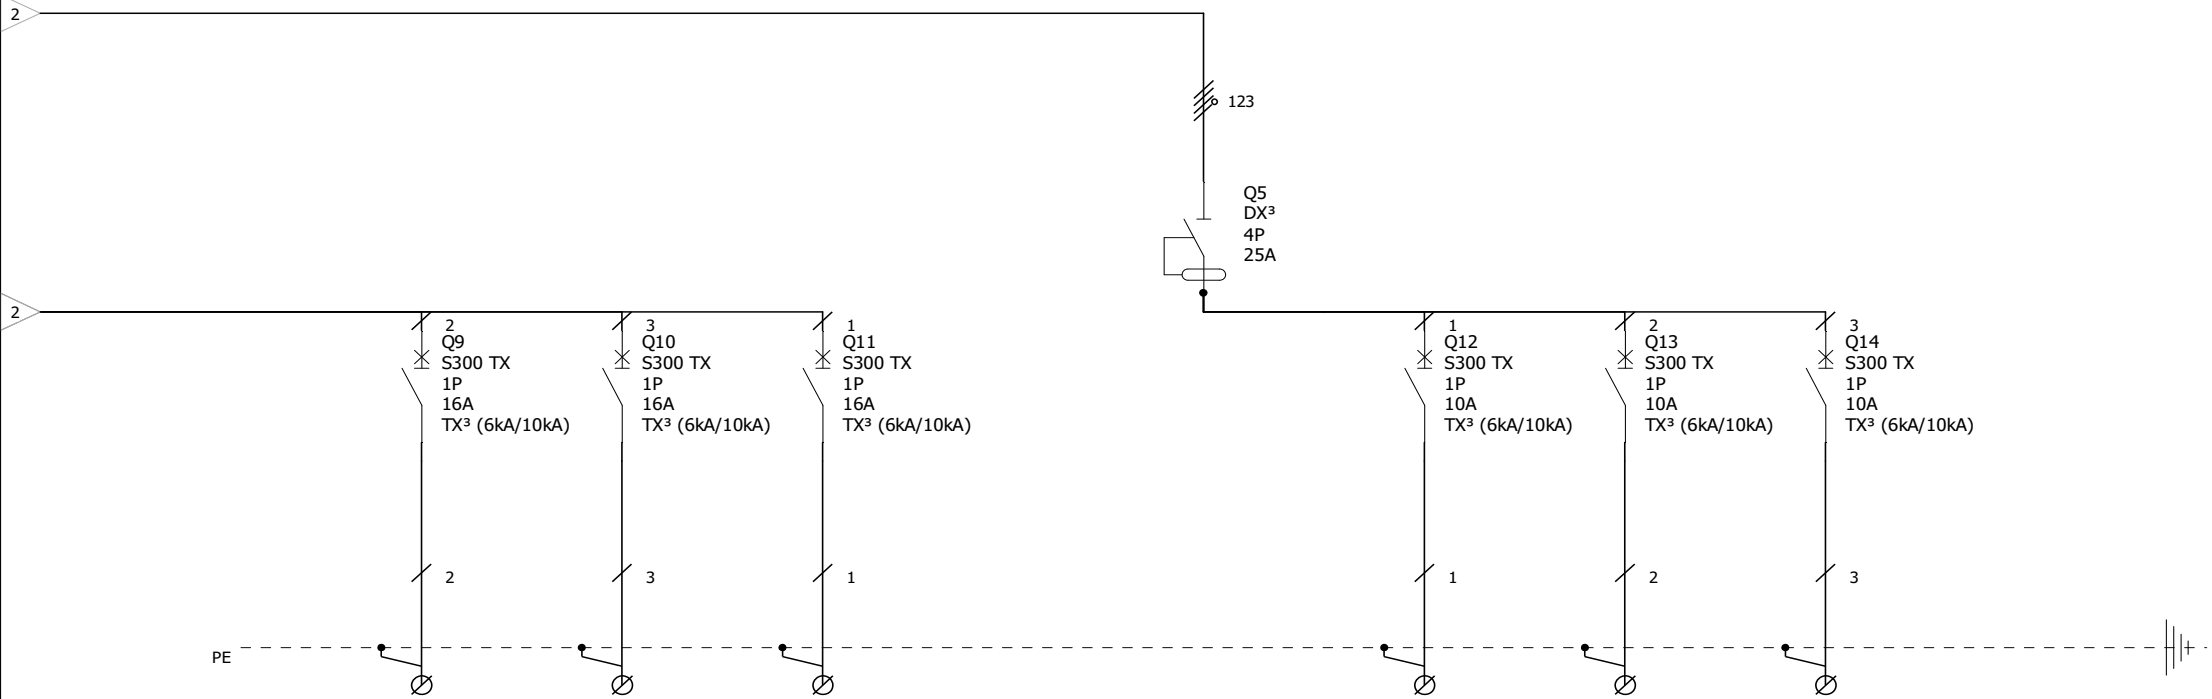 2
123
Q5
DX³
4P
25A
2
2
Q9
S300 TX
1P
16A
TX³ (6kA/10kA)
3
Q10
S300 TX
1P
16A
TX³ (6kA/10kA)
1
Q11
S300 TX
1P
16A
TX³ (6kA/10kA)
1
Q12
S300 TX
1P
10A
TX³ (6kA/10kA)
2
Q13
S300 TX
1P
10A
TX³ (6kA/10kA)
3
Q14
S300 TX
1P
10A
TX³ (6kA/10kA)
2
3
1
1
2
3
PE